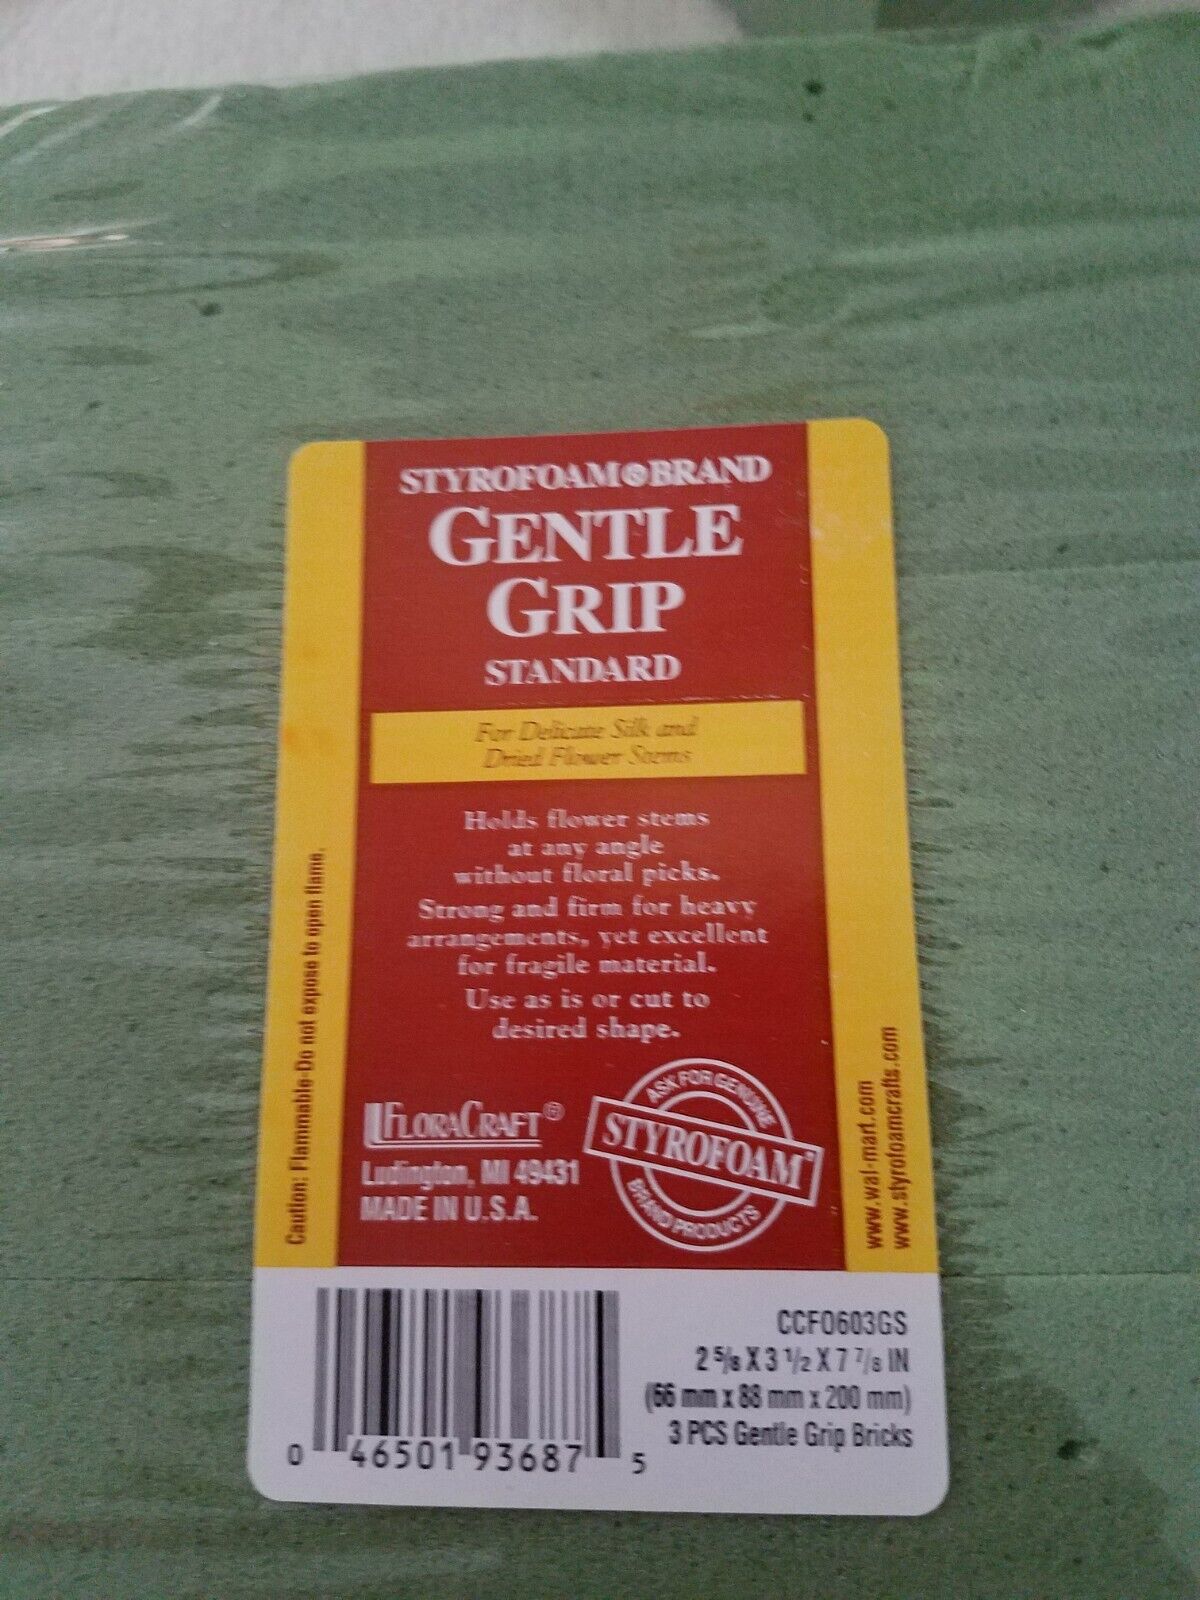 STYROFOAM®BRAND
GENTLE
GRIP
STANDARD
For Delicate Silk and
Dried Flower Stems
Holds flower stems
at any angle
without floral picks.
Strong and firm for heavy
arrangements, yet excellent
for fragile material.
Use as is or cut to
desired shape.
FLORACRAFT®
Ludington, MI 49431
MADE IN U.S.A.
ASK FOR GENUINE
STYROFOAM
BRAND PRODUCTS
Caution: Flammable-Do not expose to open flame.
www.wal-mart.com
www.styrofoamcrafts.com
0 46501 93687 5
CCFO603GS
2 5/8 X 3 1/2 X 7 7/8 IN
(66 mm x 88 mm x 200 mm)
3 PCS Gentle Grip Bricks